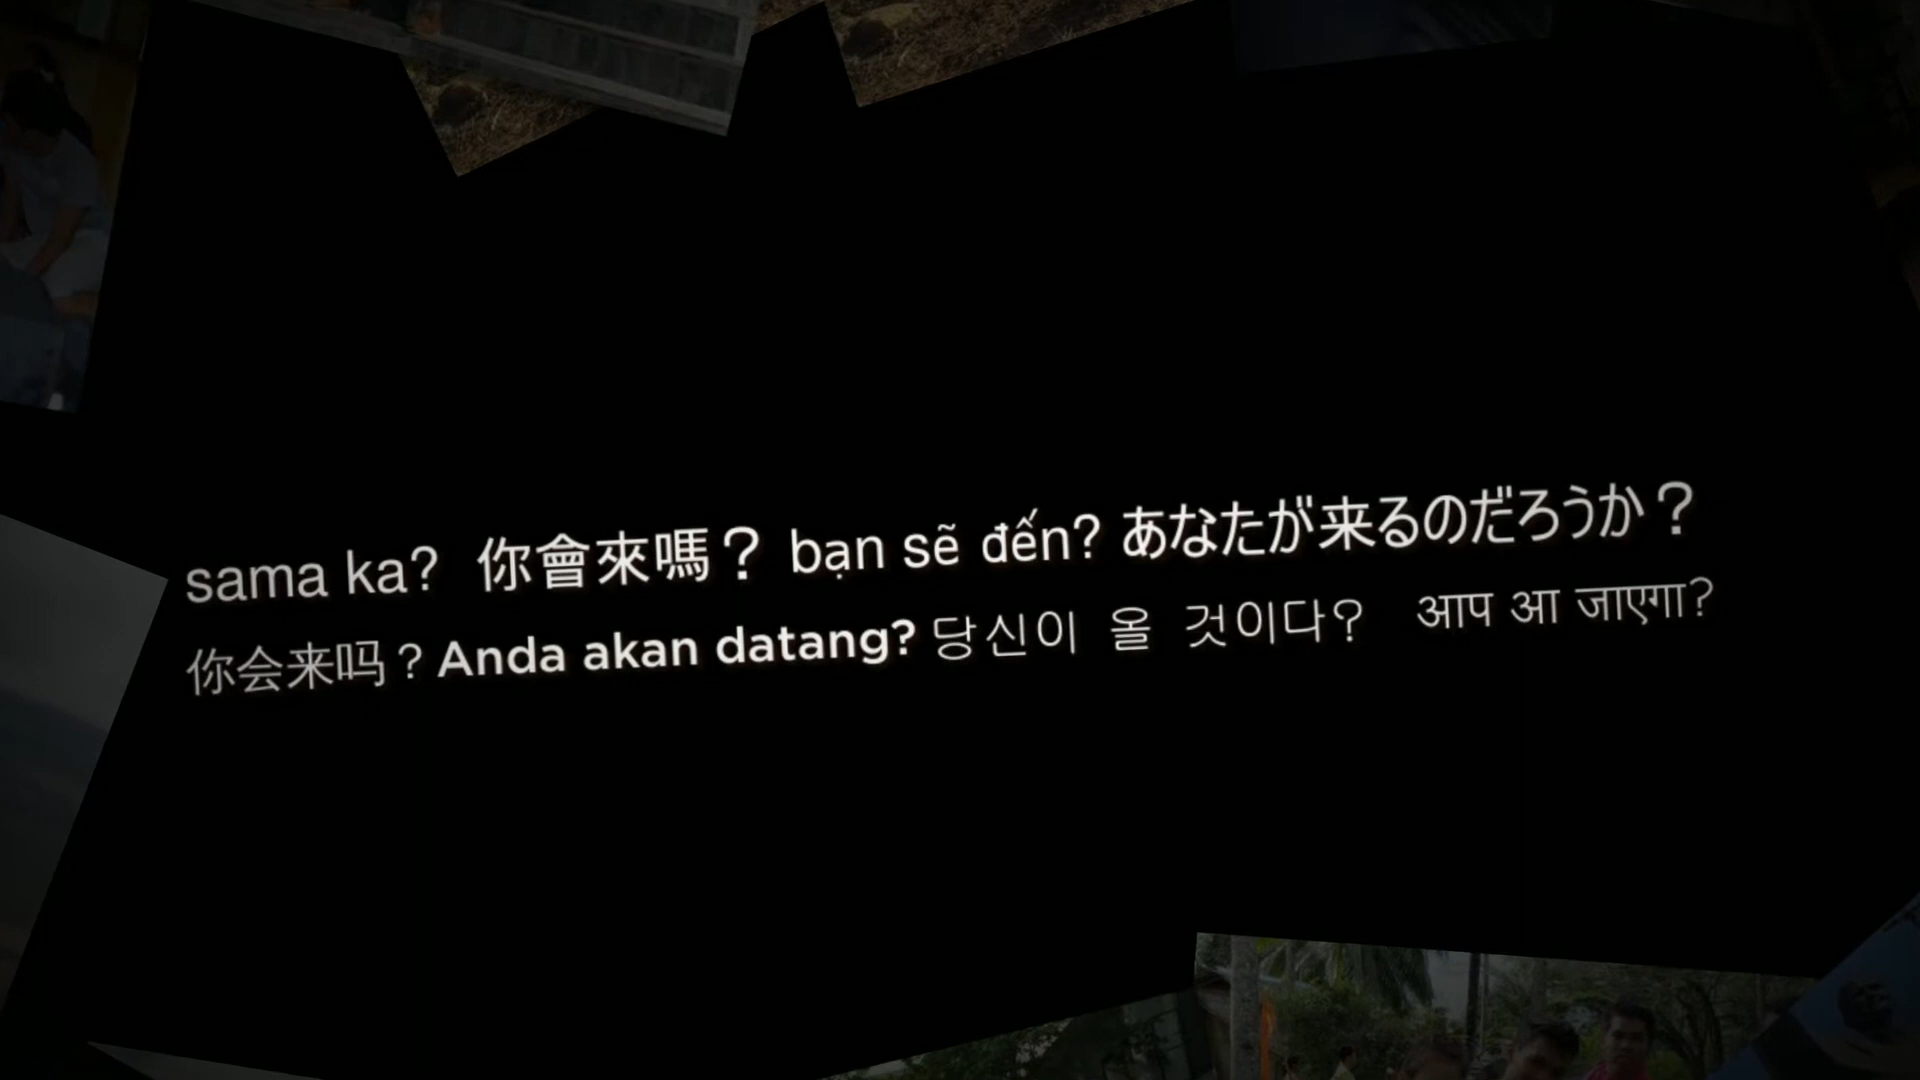 sama ka? 你會來嗎？ bạn sẽ đến? あなたが来るのだろうか？
你会来吗？Anda akan datang? 당신이 올 것이다? आप आ जाएगा?